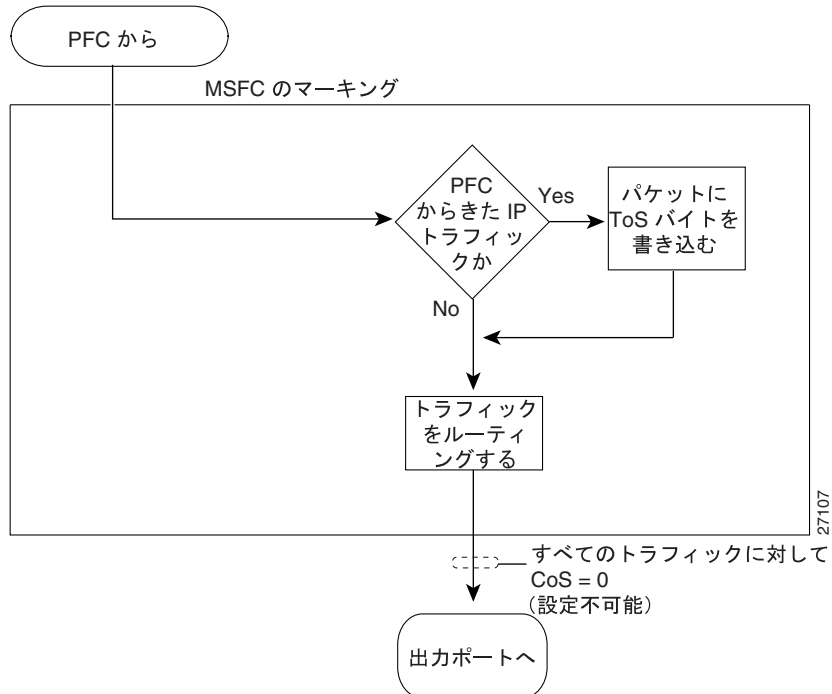 PFC から
MSFC のマーキング
PFC
からきた IP
トラフィッ
クか
Yes
パケットに
ToS バイトを
書き込む
No
トラフィック
をルーティ
ングする
27107
すべてのトラフィックに対して
CoS = 0
（設定不可能）
出力ポートへ